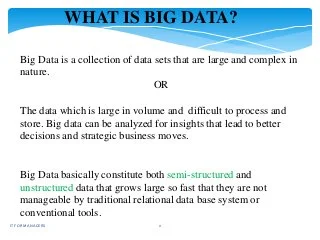 WHAT IS BIG DATA?
Big Data is a collection of data sets that are large and complex in
nature.
OR
The data which is large in volume and difficult to process and
store. Big data can be analyzed for insights that lead to better
decisions and strategic business moves.
Big Data basically constitute both semi-structured and
unstructured data that grows large so fast that they are not
manageable by traditional relational data base system or
conventional tools.
IT FOR MANAGERS